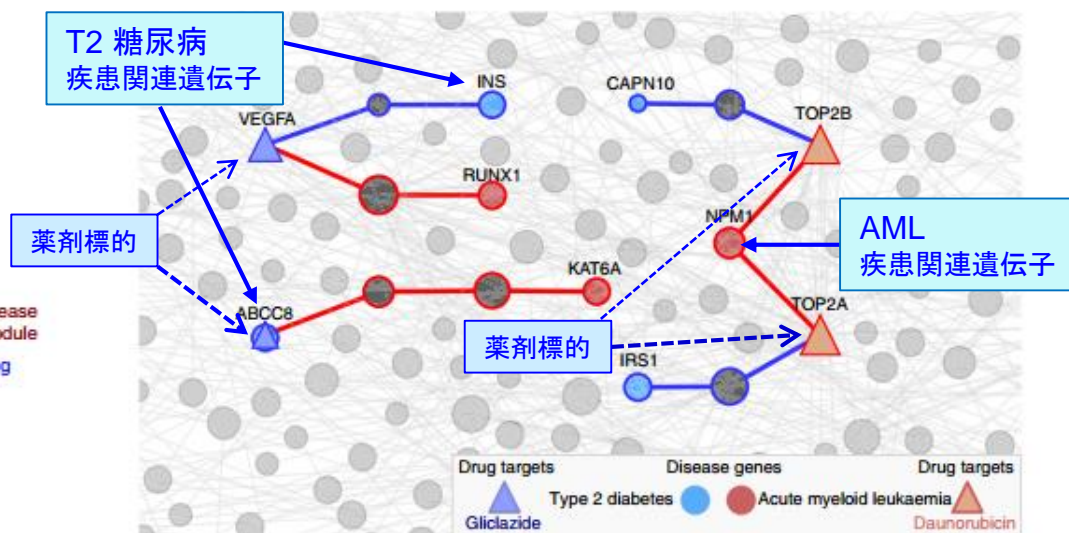 T2 糖尿病
疾患関連遺伝子
INS
CAPN10
VEGFA
TOP2B
RUNX1
NPM1
薬剤標的
AML
疾患関連遺伝子
KAT6A
ABCC8
TOP2A
薬剤標的
IRS1
ease
odule
g
Drug targets
Disease genes
Drug targets
Type 2 diabetes
Acute myeloid leukaemia
Gliclazide
Daunorubicin